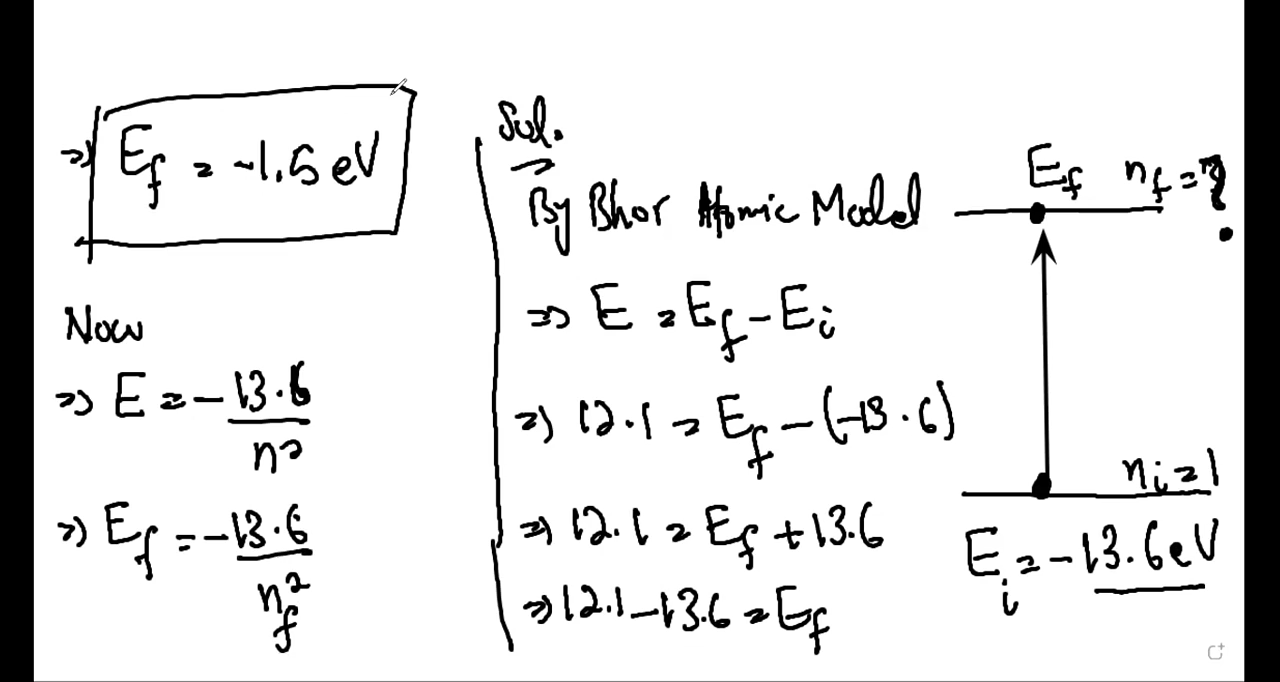 ⇒ E_f = -1.5 eV
Now
⇒ E = -13.6/n²
⇒ E_f = -13.6/n_f²
Sol.
By Bhor Atomic Model
⇒ E = E_f - E_i
⇒ 12.1 = E_f - (-13.6)
⇒ 12.1 = E_f + 13.6
⇒ 12.1 - 13.6 = E_f
E_f n_f = ?
n_i = 1
E_i = -13.6 eV